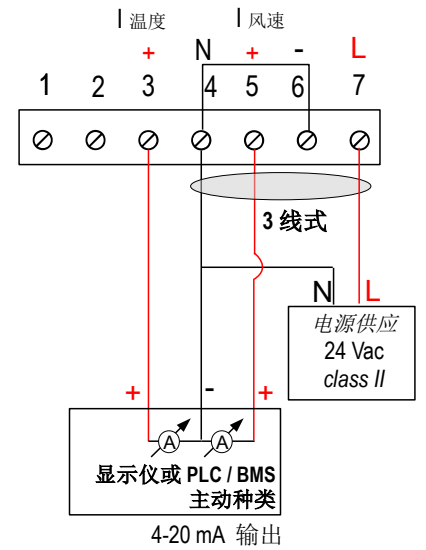 I 温度 I 风速
+ N + - L
1 2 3 4 5 6 7
3 线式
N L
电源供应
24 Vac
class II
+ - +
A A
显示仪或 PLC / BMS
主动种类
4-20 mA 输出